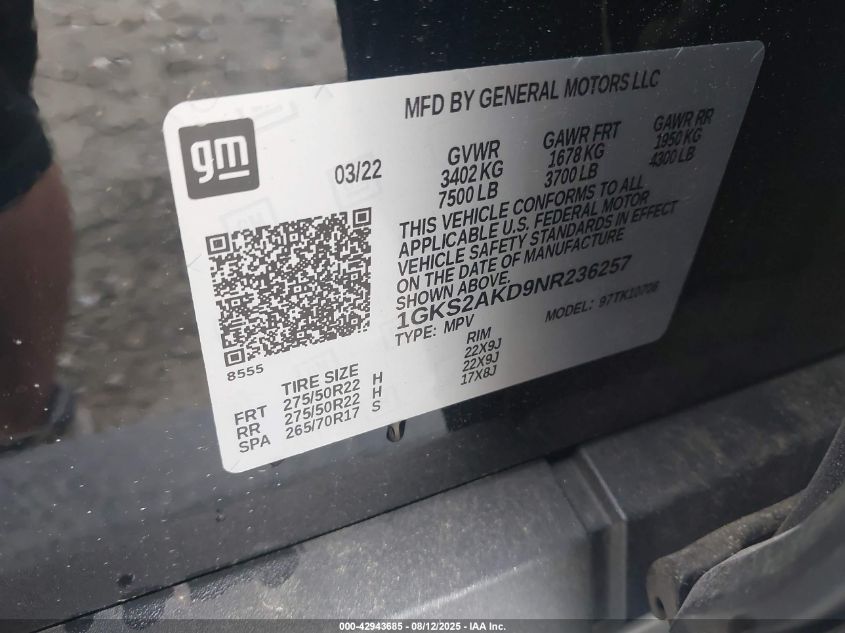 MFD BY GENERAL MOTORS LLC
gm
03/22
GVWR
3402 KG
7500 LB
GAWR FRT
1678 KG
3700 LB
GAWR RR
1950 KG
4300 LB
THIS VEHICLE CONFORMS TO ALL
APPLICABLE U.S. FEDERAL MOTOR
VEHICLE SAFETY STANDARDS IN EFFECT
ON THE DATE OF MANUFACTURE
SHOWN ABOVE.
1GKS2AKD9NR236257
TYPE: MPV
MODEL: 97TK10706
8555
TIRE SIZE
RIM
FRT 275/50R22 H 22X9J
RR 275/50R22 H 22X9J
SPA 265/70R17 S 17X8J
000-42943685 - 08/12/2025 - IAA Inc.